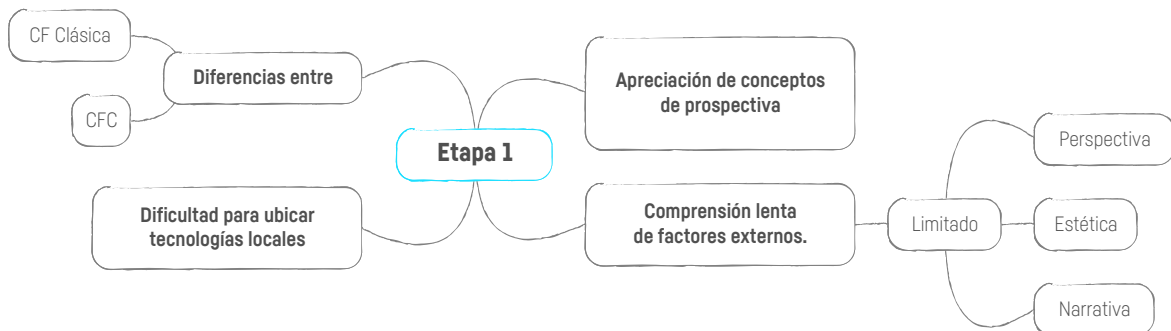 CF Clásica
Diferencias entre
CFC
Etapa 1
Dificultad para ubicar
tecnologías locales
Apreciación de conceptos
de prospectiva
Comprensión lenta
de factores externos.
Limitado
Perspectiva
Estética
Narrativa